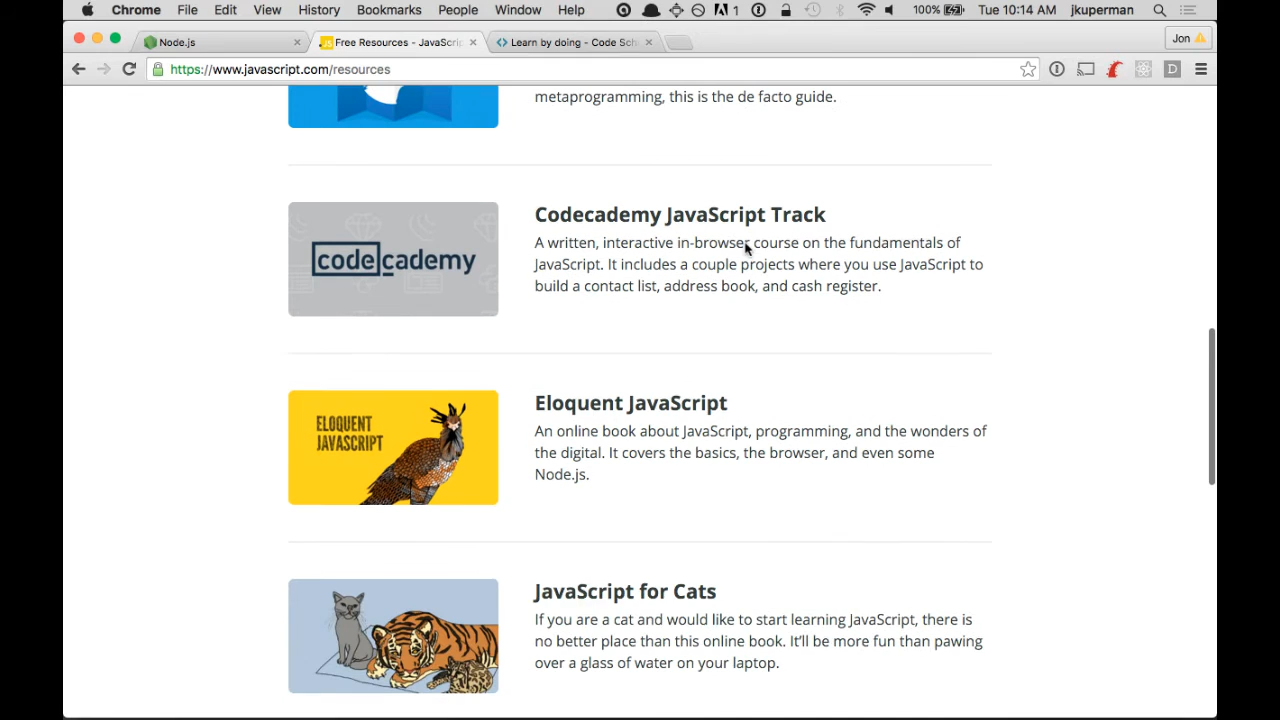 Chrome File Edit View History Bookmarks People Window Help 1 100% Tue 10:14 AM jkuperman
Node.js Free Resources - JavaScri Learn by doing - Code Sch Jon
https://www.javascript.com/resources D
metaprogramming, this is the de facto guide.
Codecademy JavaScript Track
A written, interactive in-browser course on the fundamentals of
JavaScript. It includes a couple projects where you use JavaScript to
build a contact list, address book, and cash register.
codecademy
Eloquent JavaScript
An online book about JavaScript, programming, and the wonders of
the digital. It covers the basics, the browser, and even some
Node.js.
ELOQUENT
JAVASCRIPT
JavaScript for Cats
If you are a cat and would like to start learning JavaScript, there is
no better place than this online book. It'll be more fun than pawing
over a glass of water on your laptop.